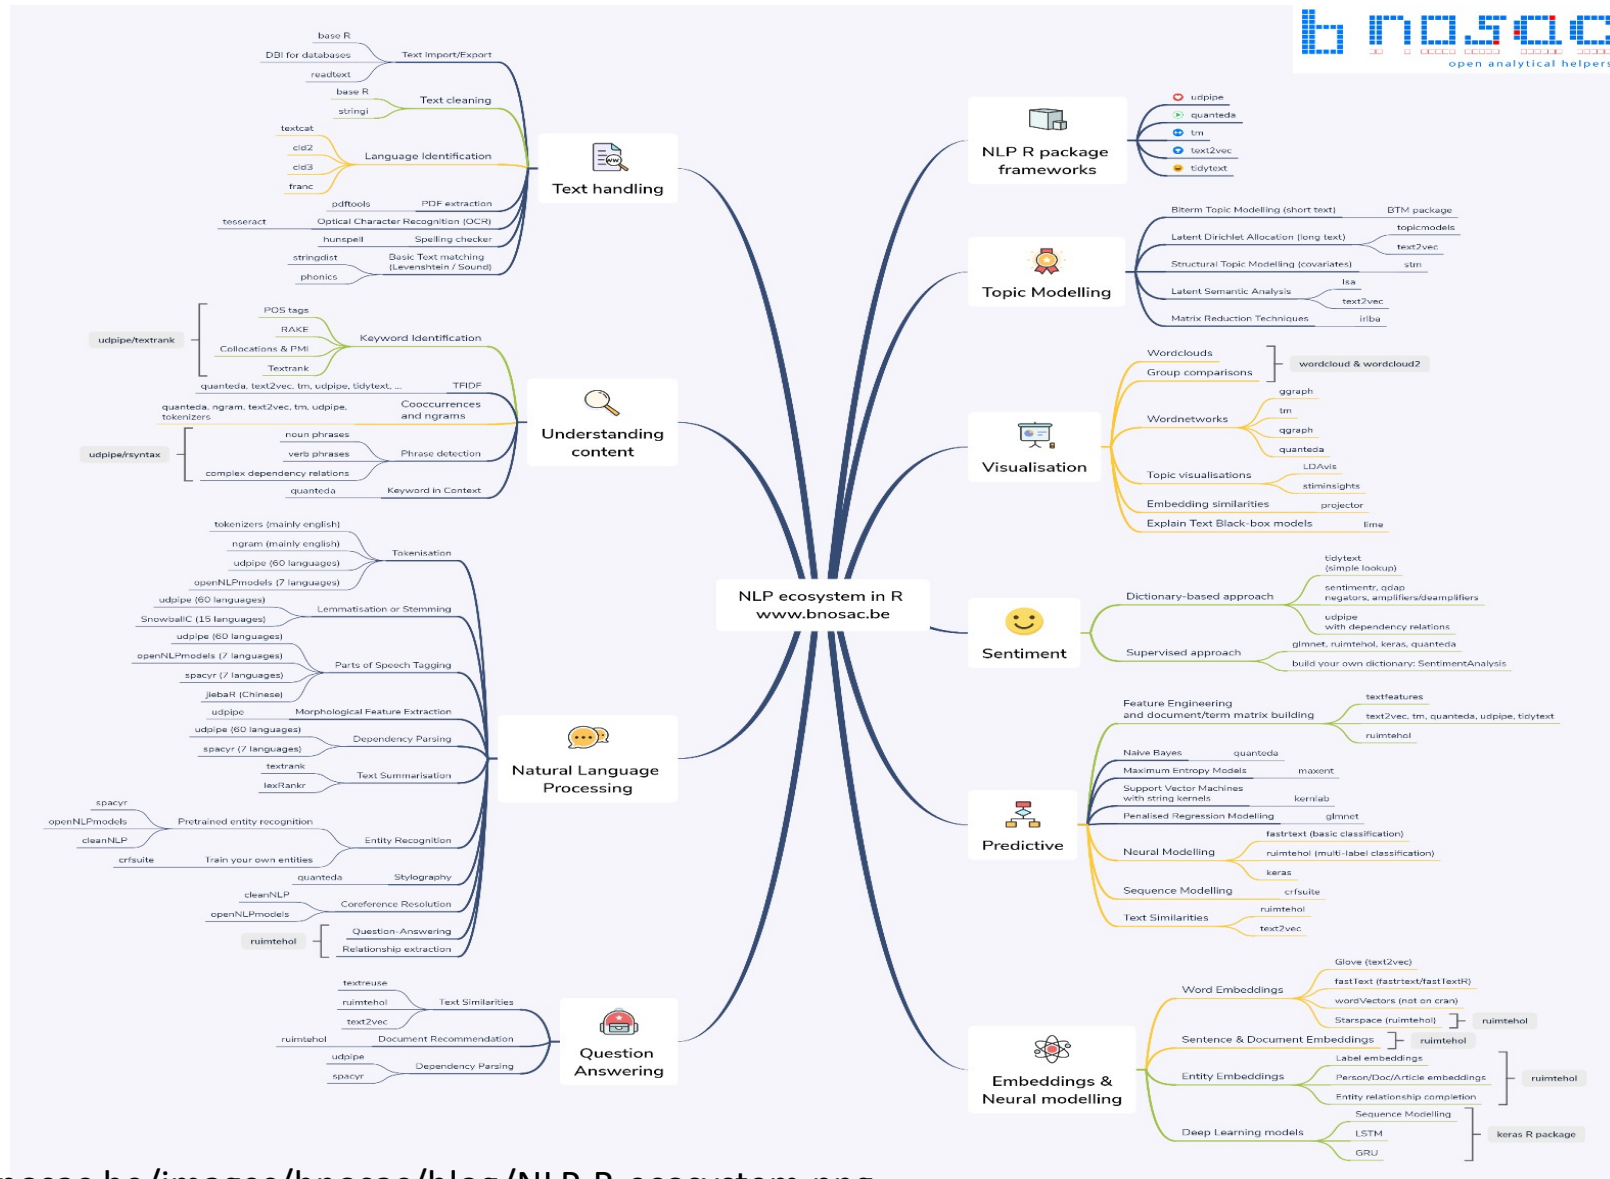 bnosac
open analytical helpers
NLP ecosystem in R
www.bnosac.be
Text handling
Text Import/Export
base R
DBI for databases
readtext
Text cleaning
base R
stringi
Language Identification
textcat
cld2
cld3
franc
PDF extraction
pdftools
Optical Character Recognition (OCR)
tesseract
Spelling checker
hunspell
Basic Text matching
(Levenshtein / Sound)
stringdist
phonics
Understanding
content
Keyword Identification
POS tags
RAKE
Collocations & PMI
Textrank
udpipe/textrank
TFIDF
quanteda, text2vec, tm, udpipe, tidytext, ...
Cooccurrences
and ngrams
quanteda, ngram, text2vec, tm, udpipe,
tokenizers
Phrase detection
noun phrases
verb phrases
complex dependency relations
udpipe/rsyntax
Keyword in Context
quanteda
Natural Language
Processing
Tokenisation
tokenizers (mainly english)
ngram (mainly english)
udpipe (60 languages)
openNLPmodels (7 languages)
Lemmatisation or Stemming
udpipe (60 languages)
SnowballC (15 languages)
Parts of Speech Tagging
udpipe (60 languages)
openNLPmodels (7 languages)
spacyr (7 languages)
jiebaR (Chinese)
Morphological Feature Extraction
udpipe
Dependency Parsing
udpipe (60 languages)
spacyr (7 languages)
Text Summarisation
textrank
lexRankr
Entity Recognition
Pretrained entity recognition
spacyr
openNLPmodels
cleanNLP
Train your own entities
crfsuite
Stylography
quanteda
Coreference Resolution
cleanNLP
openNLPmodels
Question-Answering
Relationship extraction
ruimtehol
Question
Answering
Text Similarities
textreuse
ruimtehol
text2vec
Document Recommendation
ruimtehol
Dependency Parsing
udpipe
spacyr
NLP R package
frameworks
udpipe
quanteda
tm
text2vec
tidytext
Topic Modelling
Biterm Topic Modelling (short text)
BTM package
Latent Dirichlet Allocation (long text)
topicmodels
text2vec
Structural Topic Modelling (covariates)
stm
Latent Semantic Analysis
lsa
text2vec
Matrix Reduction Techniques
irlba
Visualisation
Wordclouds
Group comparisons
wordcloud & wordcloud2
Wordnetworks
ggraph
tm
qgraph
quanteda
Topic visualisations
LDAvis
stiminsights
Embedding similarities
projector
Explain Text Black-box models
lime
Sentiment
Dictionary-based approach
tidytext
(simple lookup)
sentimentr, qdap
negators, amplifiers/deamplifiers
udpipe
with dependency relations
Supervised approach
glmnet, ruimtehol, keras, quanteda
build your own dictionary: SentimentAnalysis
Predictive
Feature Engineering
and document/term matrix building
textfeatures
text2vec, tm, quanteda, udpipe, tidytext
ruimtehol
Naive Bayes
quanteda
Maximum Entropy Models
maxent
Support Vector Machines
with string kernels
kernlab
Penalised Regression Modelling
glmnet
Neural Modelling
fastrtext (basic classification)
ruimtehol (multi-label classification)
keras
Sequence Modelling
crfsuite
Text Similarities
ruimtehol
text2vec
Embeddings &
Neural modelling
Word Embeddings
Glove (text2vec)
fastText (fastrtext/fastTextR)
wordVectors (not on cran)
Starspace (ruimtehol)
ruimtehol
Sentence & Document Embeddings
ruimtehol
Entity Embeddings
Label embeddings
Person/Doc/Article embeddings
Entity relationship completion
ruimtehol
Deep Learning models
Sequence Modelling
LSTM
GRU
keras R package